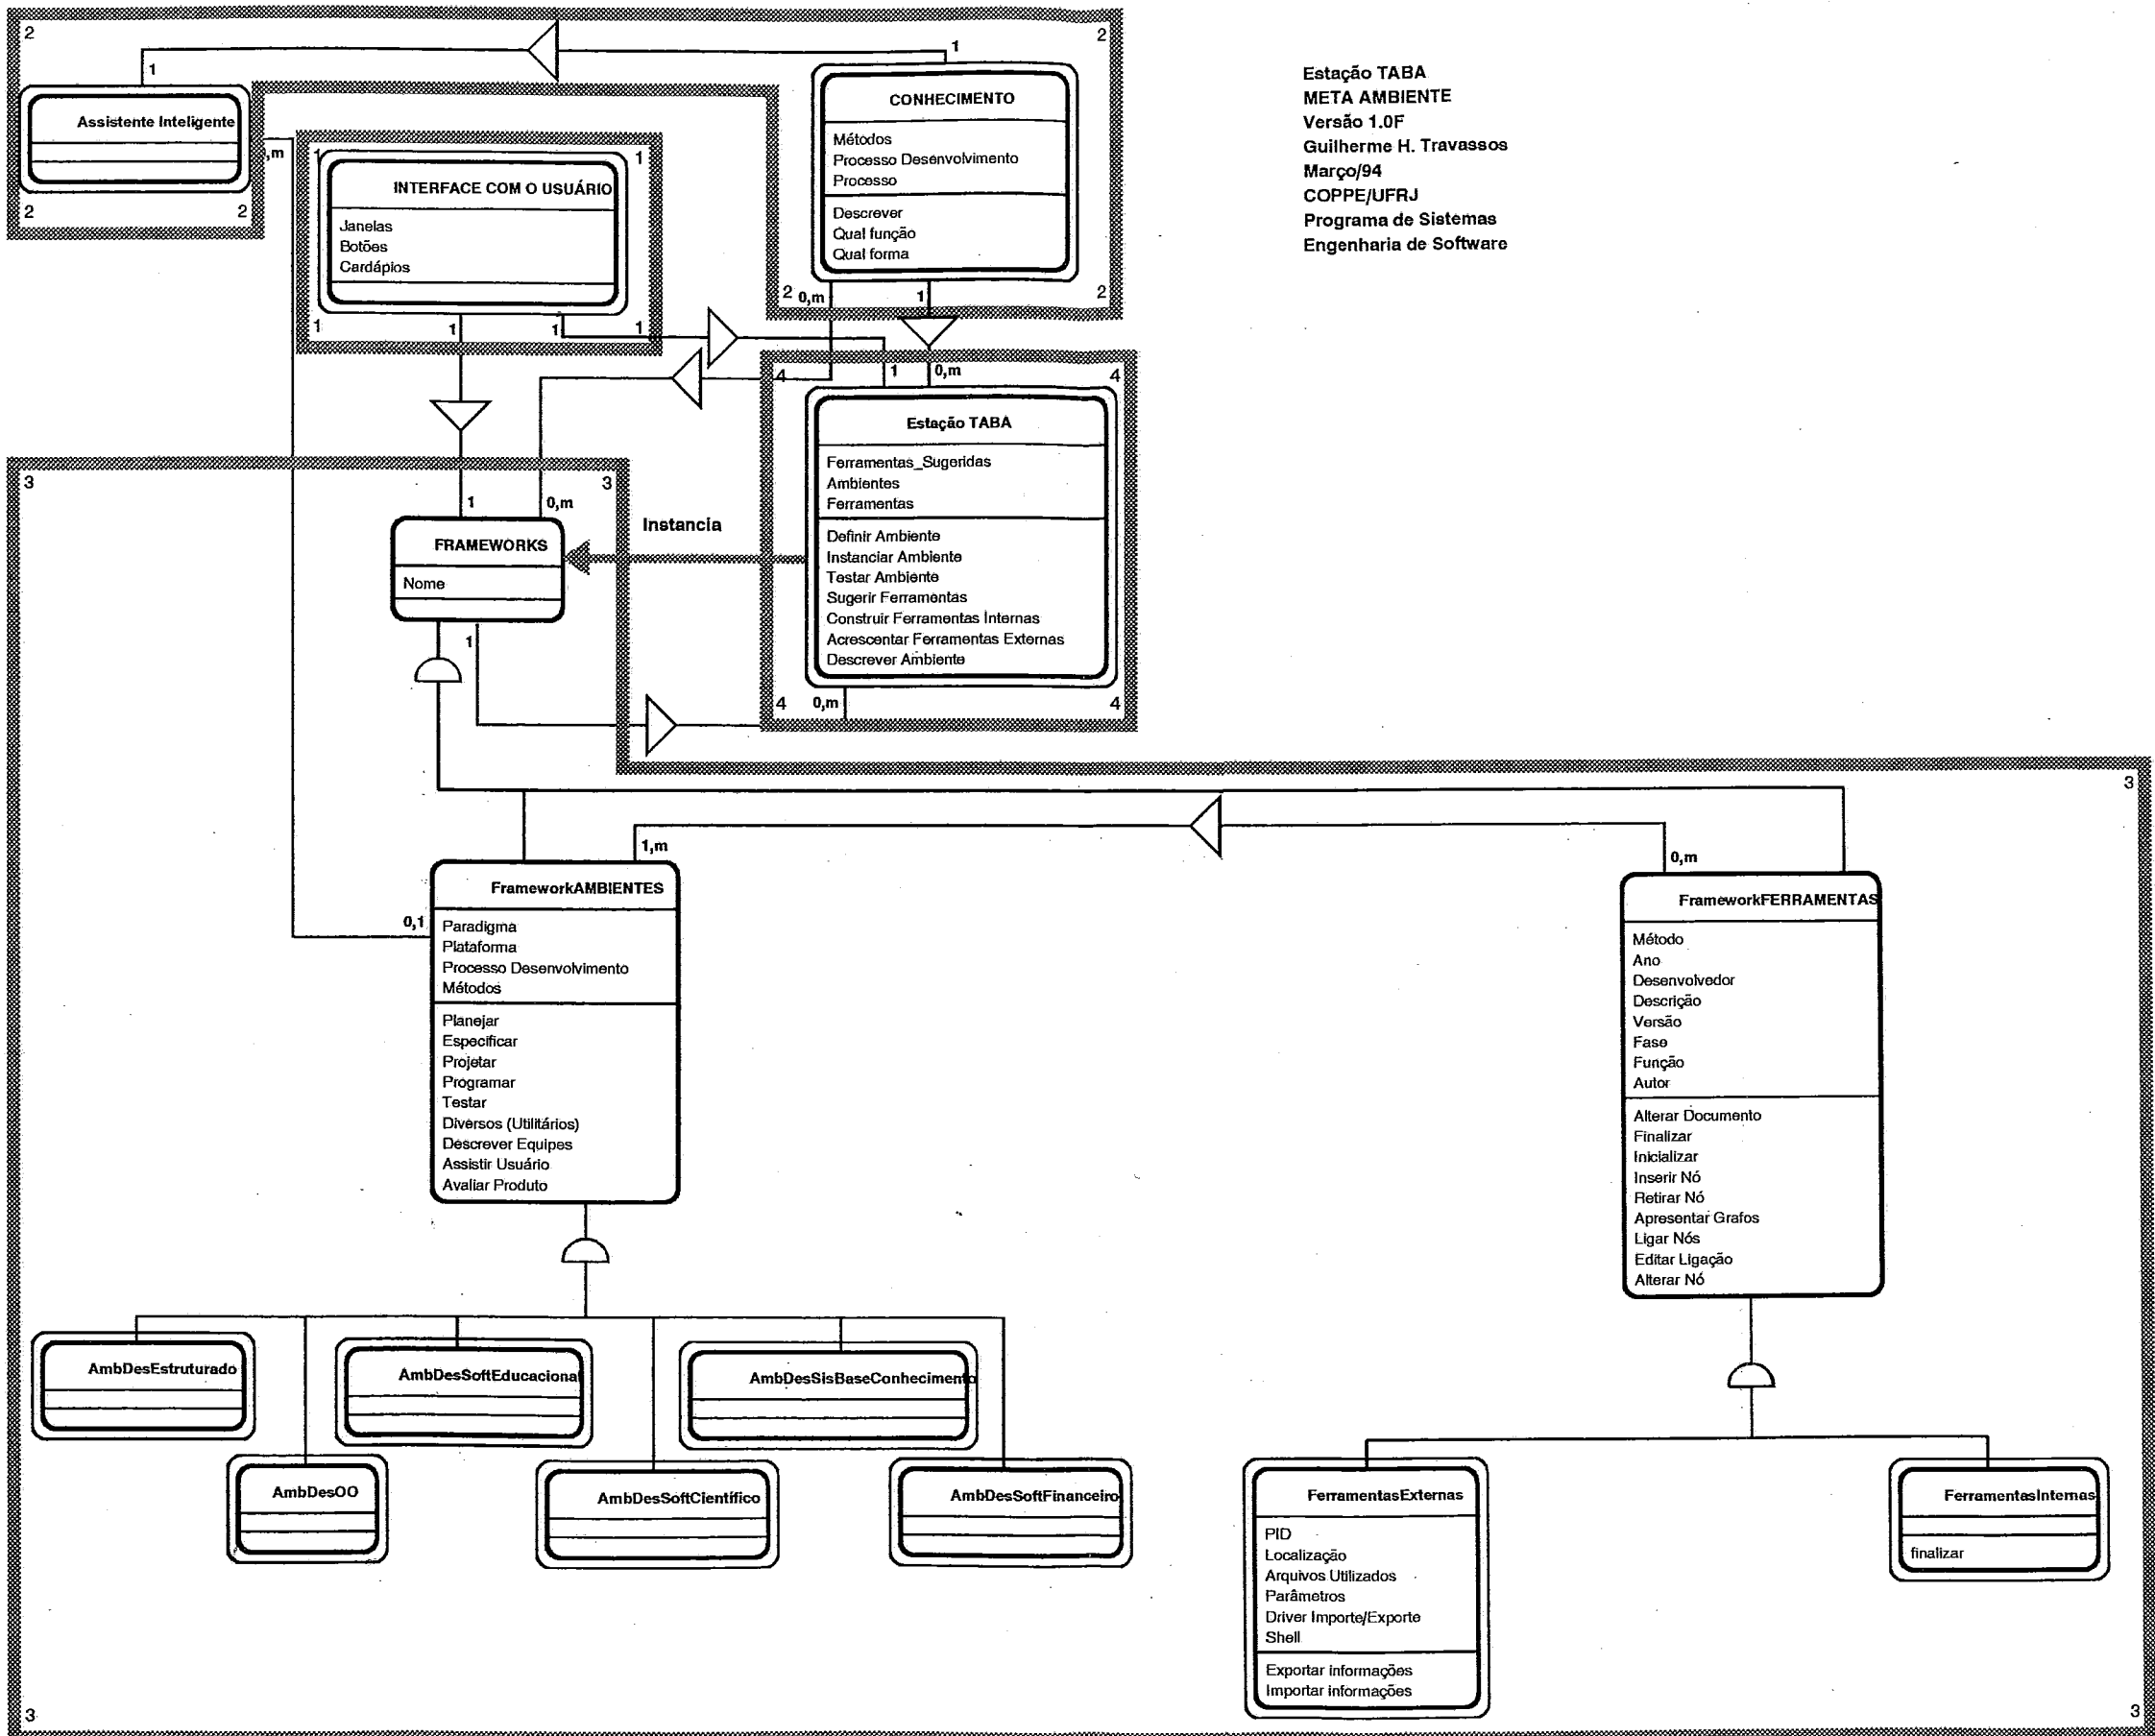 2
2
1
1
Assistente Inteligente
2
2
0,m
CONHECIMENTO
Métodos
Processo Desenvolvimento
Processo
Descrever
Qual função
Qual forma
2
0,m
1
2
Estação TABA
META AMBIENTE
Versão 1.0F
Guilherme H. Travassos
Março/94
COPPE/UFRJ
Programa de Sistemas
Engenharia de Software
1
1
INTERFACE COM O USUÁRIO
Janelas
Botões
Cardápios
1
1
1
1
4
1
0,m
4
Estação TABA
Ferramentas_Sugeridas
Ambientes
Ferramentas
Definir Ambiente
Instanciar Ambiente
Testar Ambiente
Sugerir Ferramentas
Construir Ferramentas Internas
Acrescentar Ferramentas Externas
Descrever Ambiente
4
0,m
4
Instancia
3
3
1
0,m
FRAMEWORKS
Nome
1
3
1,m
0,m
FrameworkAMBIENTES
0,1
Paradigma
Plataforma
Processo Desenvolvimento
Métodos
Planejar
Especificar
Projetar
Programar
Testar
Diversos (Utilitários)
Descrever Equipes
Assistir Usuário
Avaliar Produto
FrameworkFERRAMENTAS
Método
Ano
Desenvolvedor
Descrição
Versão
Fase
Função
Autor
Alterar Documento
Finalizar
Inicializar
Inserir Nó
Retirar Nó
Apresentar Grafos
Ligar Nós
Editar Ligação
Alterar Nó
AmbDesEstruturado
AmbDesSoftEducacional
AmbDesSisBaseConhecimento
AmbDesOO
AmbDesSoftCientífico
AmbDesSoftFinanceiro
FerramentasExternas
PID
Localização
Arquivos Utilizados
Parâmetros
Driver Importe/Exporte
Shell
Exportar informações
Importar informações
FerramentasInternas
finalizar
3
3